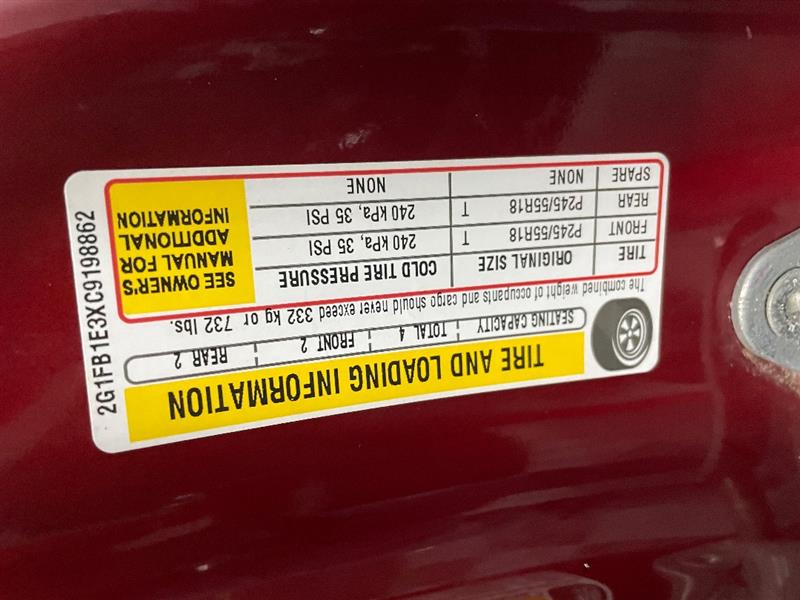 TIRE AND LOADING INFORMATION
SEATING CAPACITY TOTAL 4 FRONT 2 REAR 2
The combined weight of occupants and cargo should never exceed 332 kg or 732 lbs.
TIRE ORIGINAL SIZE COLD TIRE PRESSURE
FRONT P245/55R18 T 240 kPa, 35 PSI
REAR P245/55R18 T 240 kPa, 35 PSI
SPARE NONE NONE
SEE OWNER'S
MANUAL FOR
ADDITIONAL
INFORMATION
2G1FB1E3XC9198862